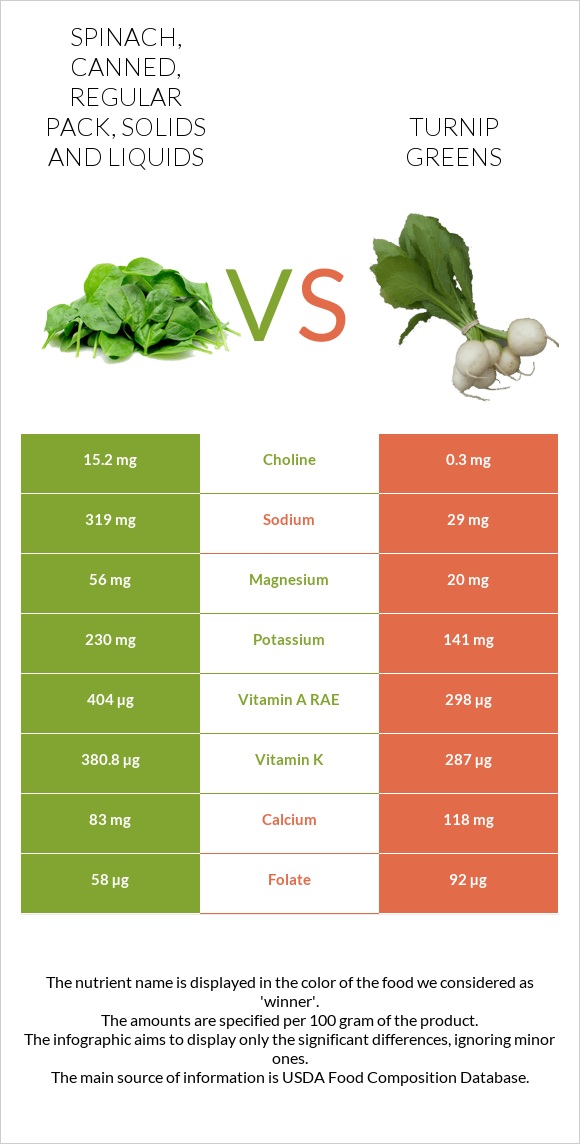 SPINACH,
CANNED,
REGULAR
PACK, SOLIDS
AND LIQUIDS
TURNIP
GREENS
VS
15.2 mg Choline 0.3 mg
319 mg Sodium 29 mg
56 mg Magnesium 20 mg
230 mg Potassium 141 mg
404 µg Vitamin A RAE 298 µg
380.8 µg Vitamin K 287 µg
83 mg Calcium 118 mg
58 µg Folate 92 µg
The nutrient name is displayed in the color of the food we considered as
'winner'.
The amounts are specified per 100 gram of the product.
The infographic aims to display only the significant differences, ignoring minor
ones.
The main source of information is USDA Food Composition Database.